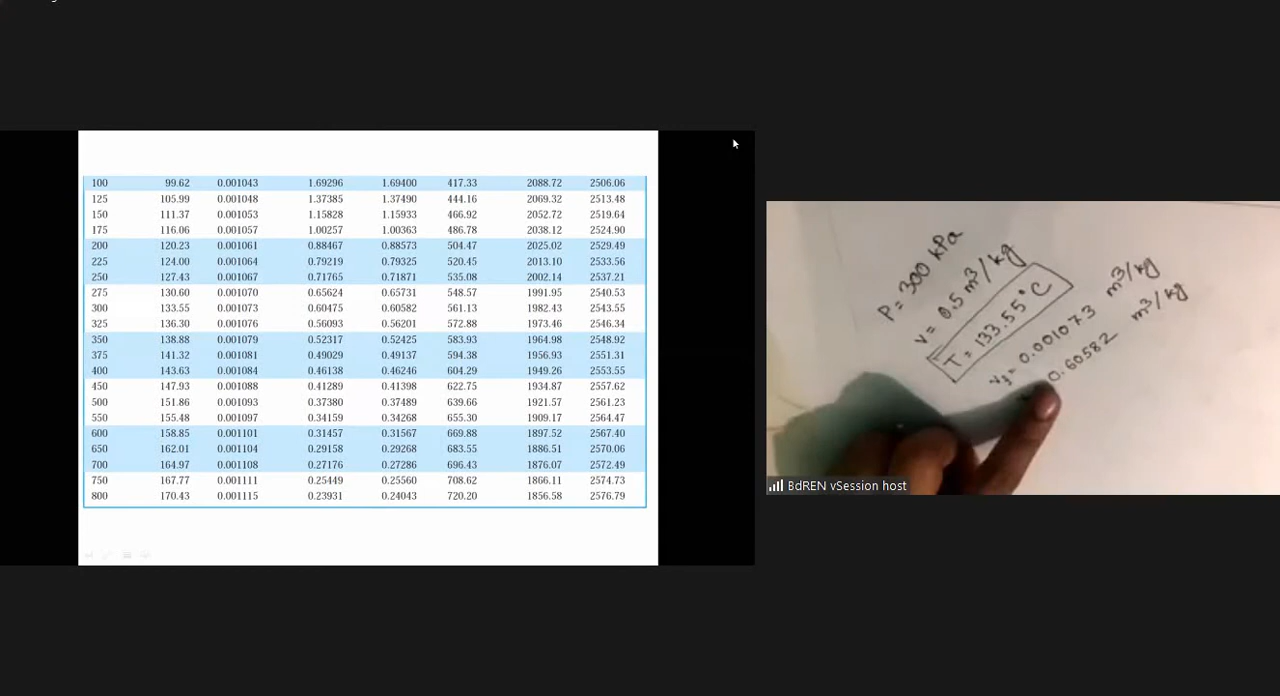 100 99.62 0.001043 1.69296 1.69400 417.33 2088.72 2506.06
125 105.99 0.001048 1.37385 1.37490 444.16 2069.32 2513.48
150 111.37 0.001053 1.15828 1.15933 466.92 2052.72 2519.64
175 116.06 0.001057 1.00257 1.00363 486.78 2038.12 2524.90
200 120.23 0.001061 0.88467 0.88573 504.47 2025.02 2529.49
225 124.00 0.001064 0.79219 0.79325 520.45 2013.10 2533.56
250 127.43 0.001067 0.71765 0.71871 535.08 2002.14 2537.21
275 130.60 0.001070 0.65624 0.65731 548.57 1991.95 2540.53
300 133.55 0.001073 0.60475 0.60582 561.13 1982.43 2543.55
325 136.30 0.001076 0.56093 0.56201 572.88 1973.46 2546.34
350 138.88 0.001079 0.52317 0.52425 583.93 1964.98 2548.92
375 141.32 0.001081 0.49029 0.49137 594.38 1956.93 2551.31
400 143.63 0.001084 0.46138 0.46246 604.29 1949.26 2553.55
450 147.93 0.001088 0.41289 0.41398 622.75 1934.87 2557.62
500 151.86 0.001093 0.37380 0.37489 639.66 1921.57 2561.23
550 155.48 0.001097 0.34159 0.34268 655.30 1909.17 2564.47
600 158.85 0.001101 0.31457 0.31567 669.88 1897.52 2567.40
650 162.01 0.001104 0.29158 0.29268 683.55 1886.51 2570.06
700 164.97 0.001108 0.27176 0.27286 696.43 1876.07 2572.49
750 167.77 0.001111 0.25449 0.25560 708.62 1866.11 2574.73
800 170.43 0.001115 0.23931 0.24043 720.20 1856.58 2576.79
P = 300 kPa
v = 0.5 m³/kg
T = 133.55°C
vf = 0.001073 m³/kg
0.60582 m³/kg
BdREN vSession host